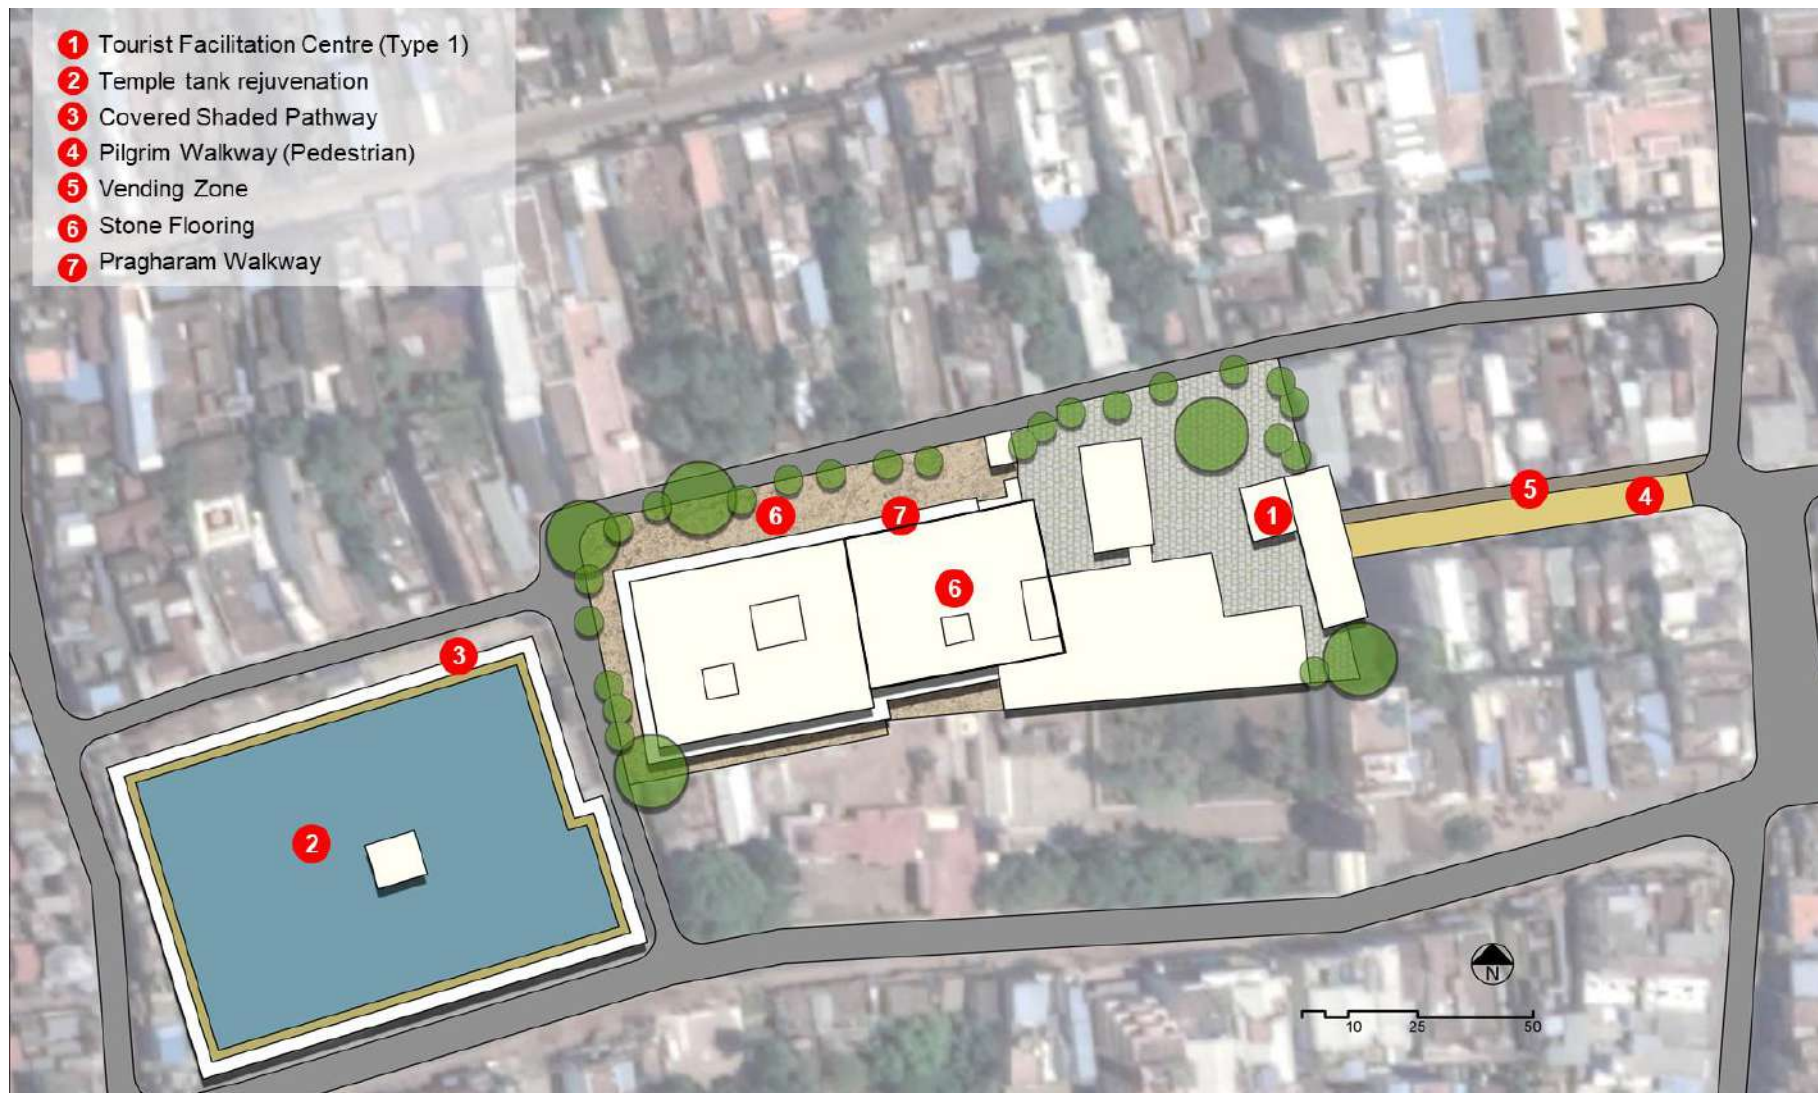 1 Tourist Facilitation Centre (Type 1)
2 Temple tank rejuvenation
3 Covered Shaded Pathway
4 Pilgrim Walkway (Pedestrian)
5 Vending Zone
6 Stone Flooring
7 Pragharam Walkway
6 7 1 5 4
6
3
2
N
10 25 50